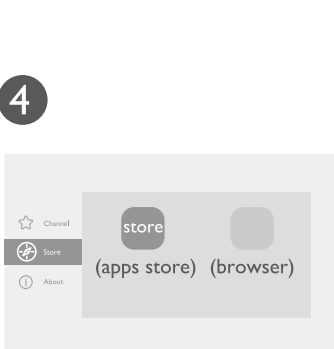 4
Channel
store
Store
(apps store) (browser)
About